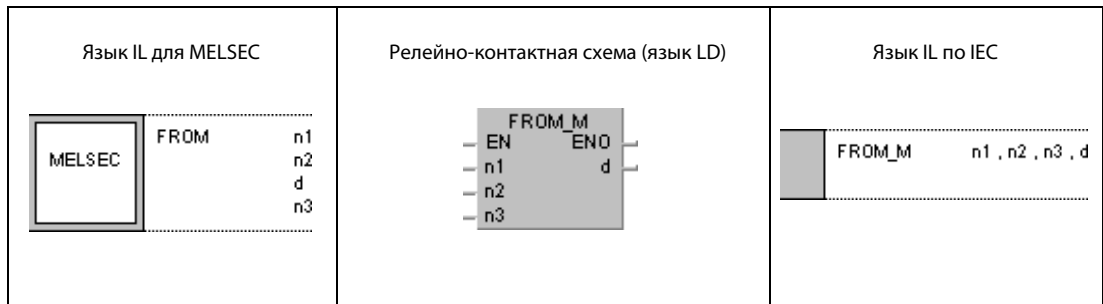 Язык IL для MELSEC
Релейно-контактная схема (язык LD)
Язык IL по IEC
MELSEC
FROM n1
n2
d
n3
FROM_M
EN ENO
n1 d
n2
n3
FROM_M n1 , n2 , n3 , d